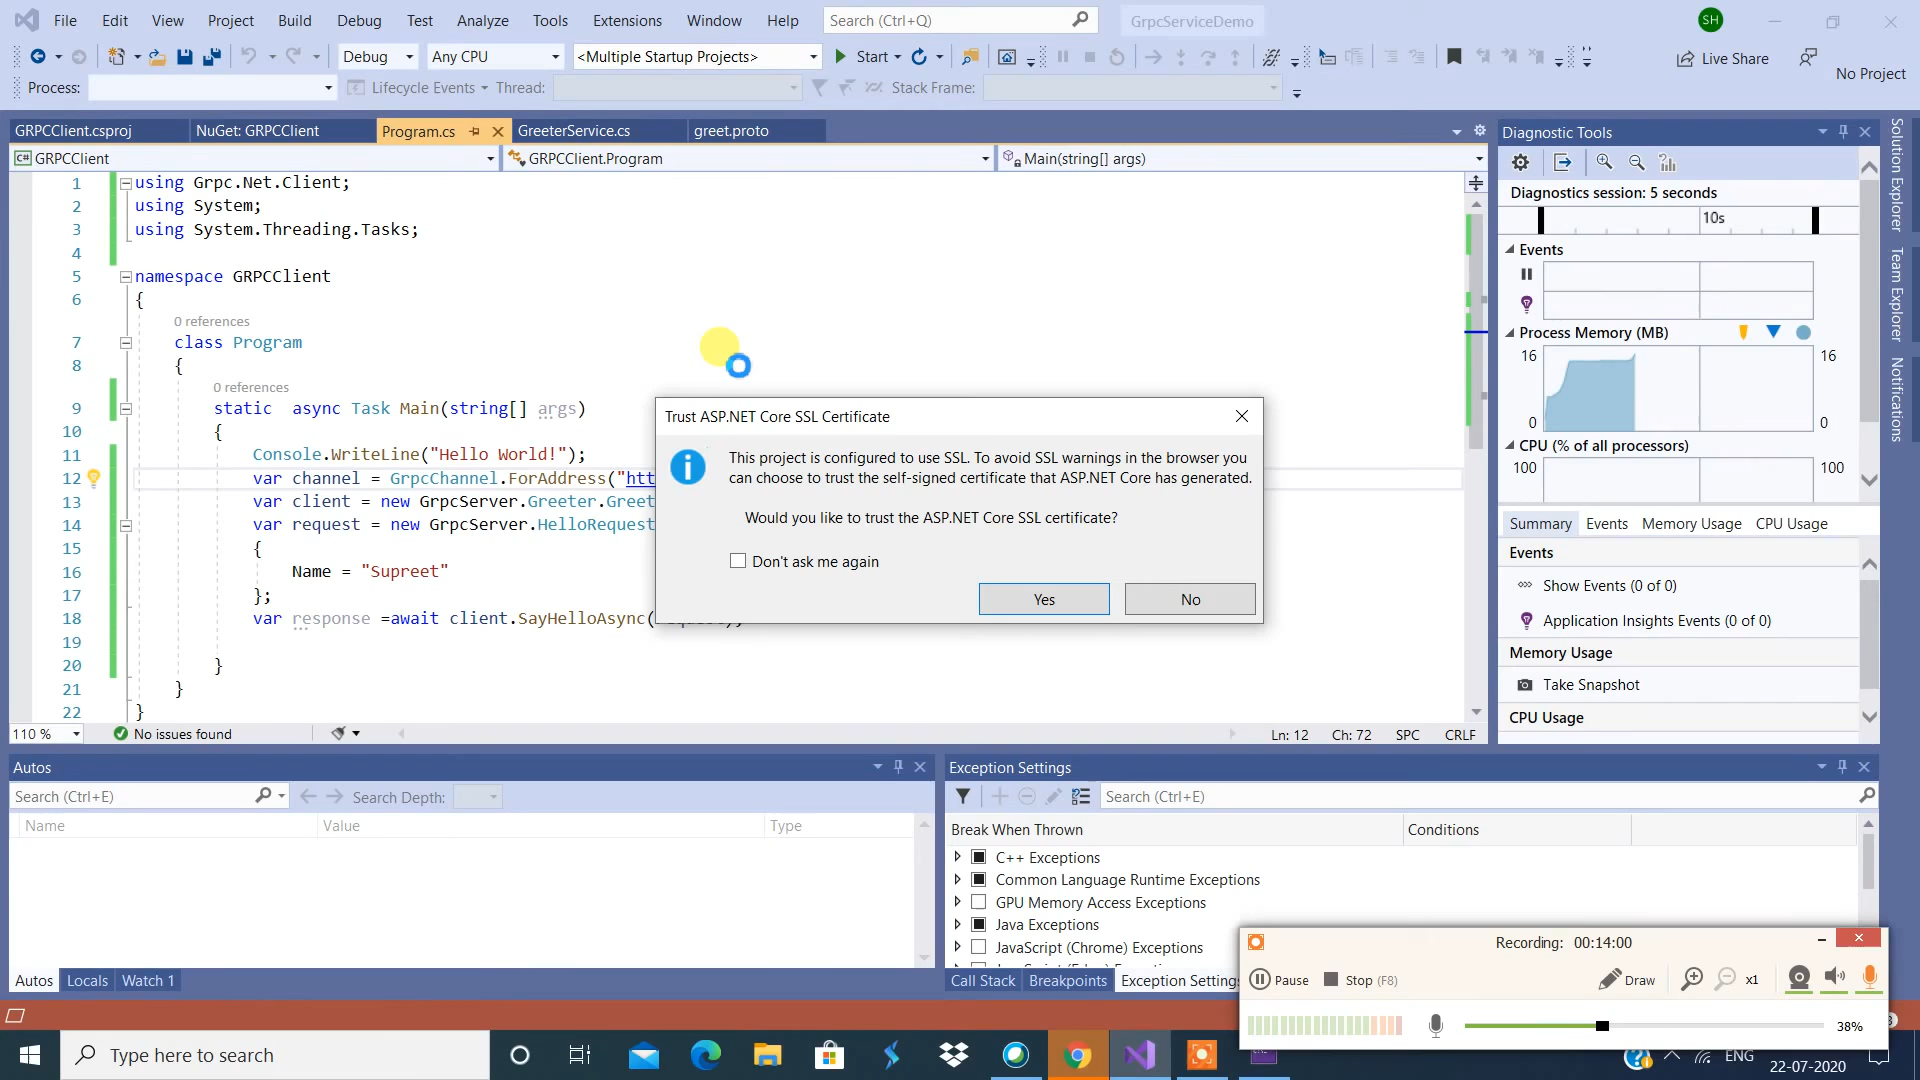 File Edit View Project Build Debug Test Analyze Tools Extensions Window Help Search (Ctrl+Q) GrpcServiceDemo SH
Debug Any CPU <Multiple Startup Projects> Start Live Share No Project
Process: Lifecycle Events Thread: Stack Frame:
GRPCClient.csproj NuGet: GRPCClient Program.cs GreeterService.cs greet.proto
C# GRPCClient GRPCClient.Program Main(string[] args)
1 using Grpc.Net.Client;
2 using System;
3 using System.Threading.Tasks;
4
5 namespace GRPCClient
6 {
0 references
7 class Program
8 {
0 references
9 static async Task Main(string[] args)
10 {
11 Console.WriteLine("Hello World!");
12 var channel = GrpcChannel.ForAddress("htt
13 var client = new GrpcServer.Greeter.Greet
14 var request = new GrpcServer.HelloRequest
15 {
16 Name = "Supreet"
17 };
18 var response =await client.SayHelloAsync(
19
20 }
21 }
22 }
110 % No issues found Ln: 12 Ch: 72 SPC CRLF
Trust ASP.NET Core SSL Certificate
This project is configured to use SSL. To avoid SSL warnings in the browser you
can choose to trust the self-signed certificate that ASP.NET Core has generated.
Would you like to trust the ASP.NET Core SSL certificate?
Don't ask me again
Yes No
Diagnostic Tools
Diagnostics session: 5 seconds
10s
Events
Process Memory (MB)
16 16
0 0
CPU (% of all processors)
100 100
Summary Events Memory Usage CPU Usage
Events
Show Events (0 of 0)
Application Insights Events (0 of 0)
Memory Usage
Take Snapshot
CPU Usage
Solution Explorer
Team Explorer
Notifications
Autos
Search (Ctrl+E) Search Depth:
Name Value Type
Autos Locals Watch 1
Exception Settings
Search (Ctrl+E)
Break When Thrown Conditions
C++ Exceptions
Common Language Runtime Exceptions
GPU Memory Access Exceptions
Java Exceptions
JavaScript (Chrome) Exceptions
Call Stack Breakpoints Exception Settings
Recording: 00:14:00
Pause Stop (F8) Draw x1
38%
Type here to search
ENG
22-07-2020